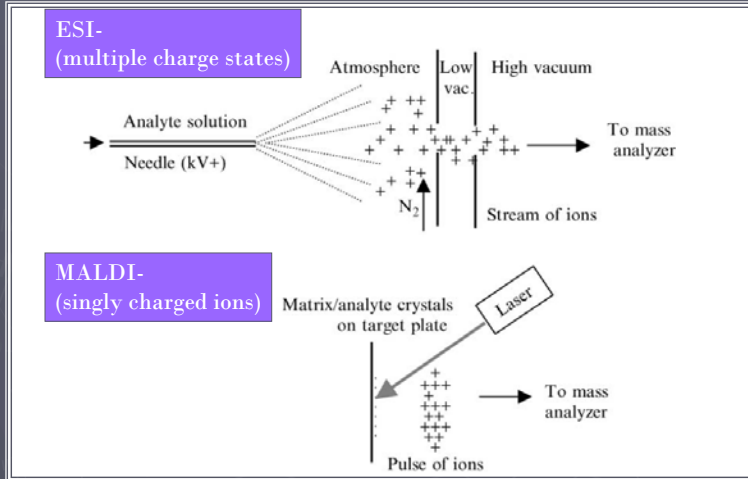 ESI-
(multiple charge states)
Atmosphere
Low
vac.
High vacuum
Analyte solution
Needle (kV+)
To mass
analyzer
N2
Stream of ions
MALDI-
(singly charged ions)
Matrix/analyte crystals
on target plate
Laser
To mass
analyzer
Pulse of ions